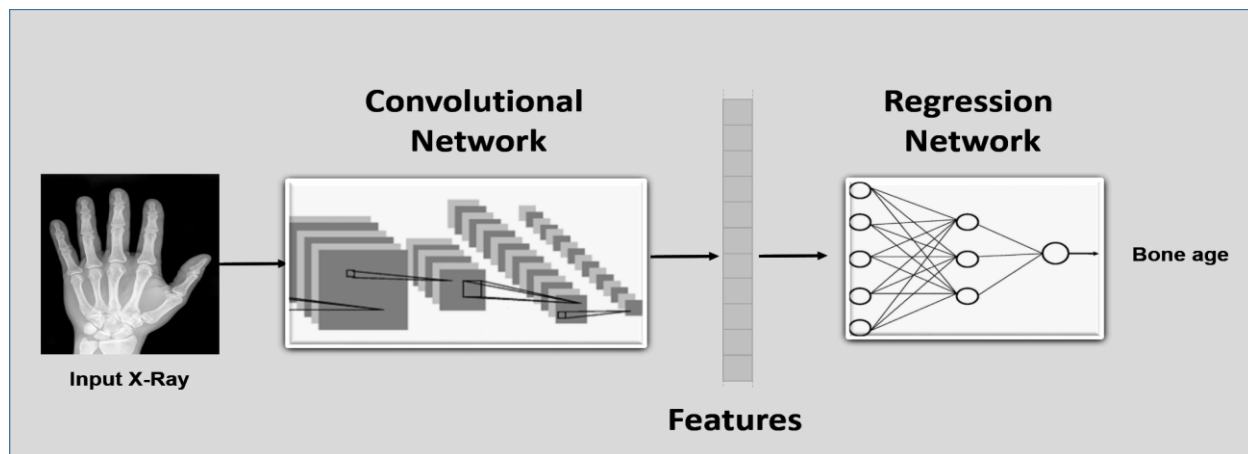 Convolutional
Network
Regression
Network
Input X-Ray
Bone age
Features